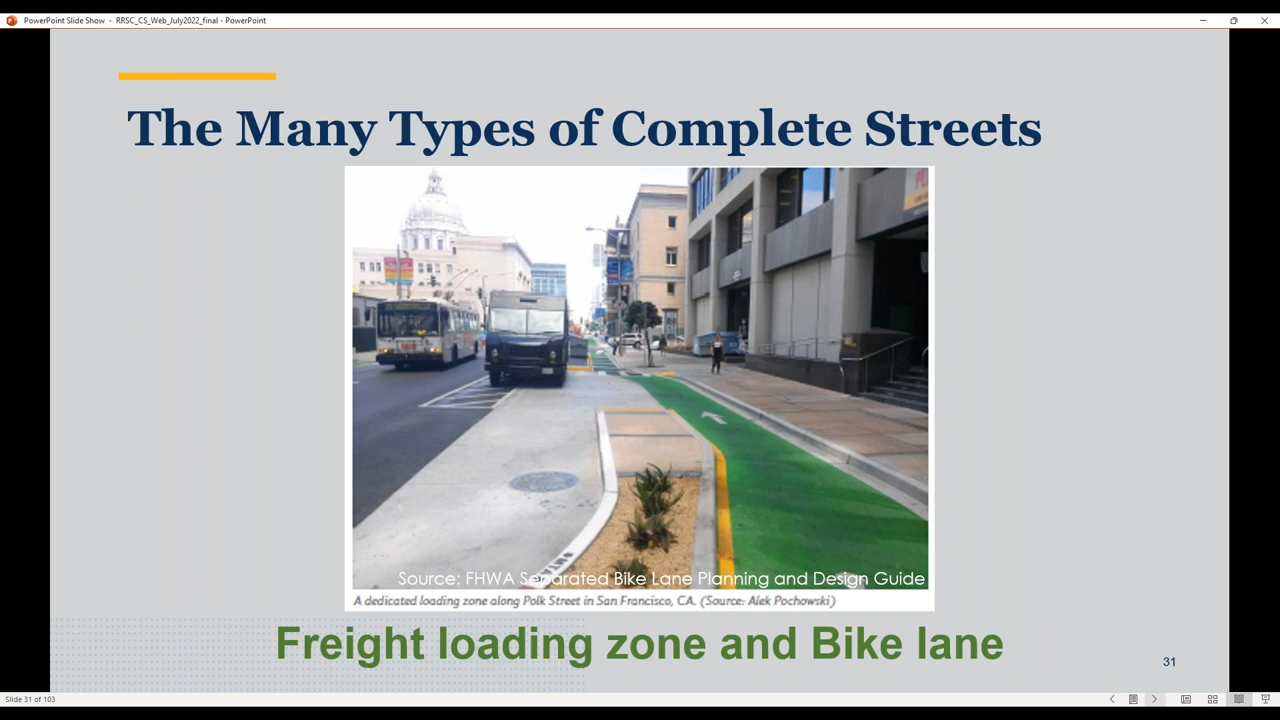 PowerPoint Slide Show - RRSC_CS_Web_July2022_final - PowerPoint
The Many Types of Complete Streets
Source: FHWA Separated Bike Lane Planning and Design Guide
A dedicated loading zone along Polk Street in San Francisco, CA. (Source: Alek Pochowski)
Freight loading zone and Bike lane
31
Slide 31 of 103